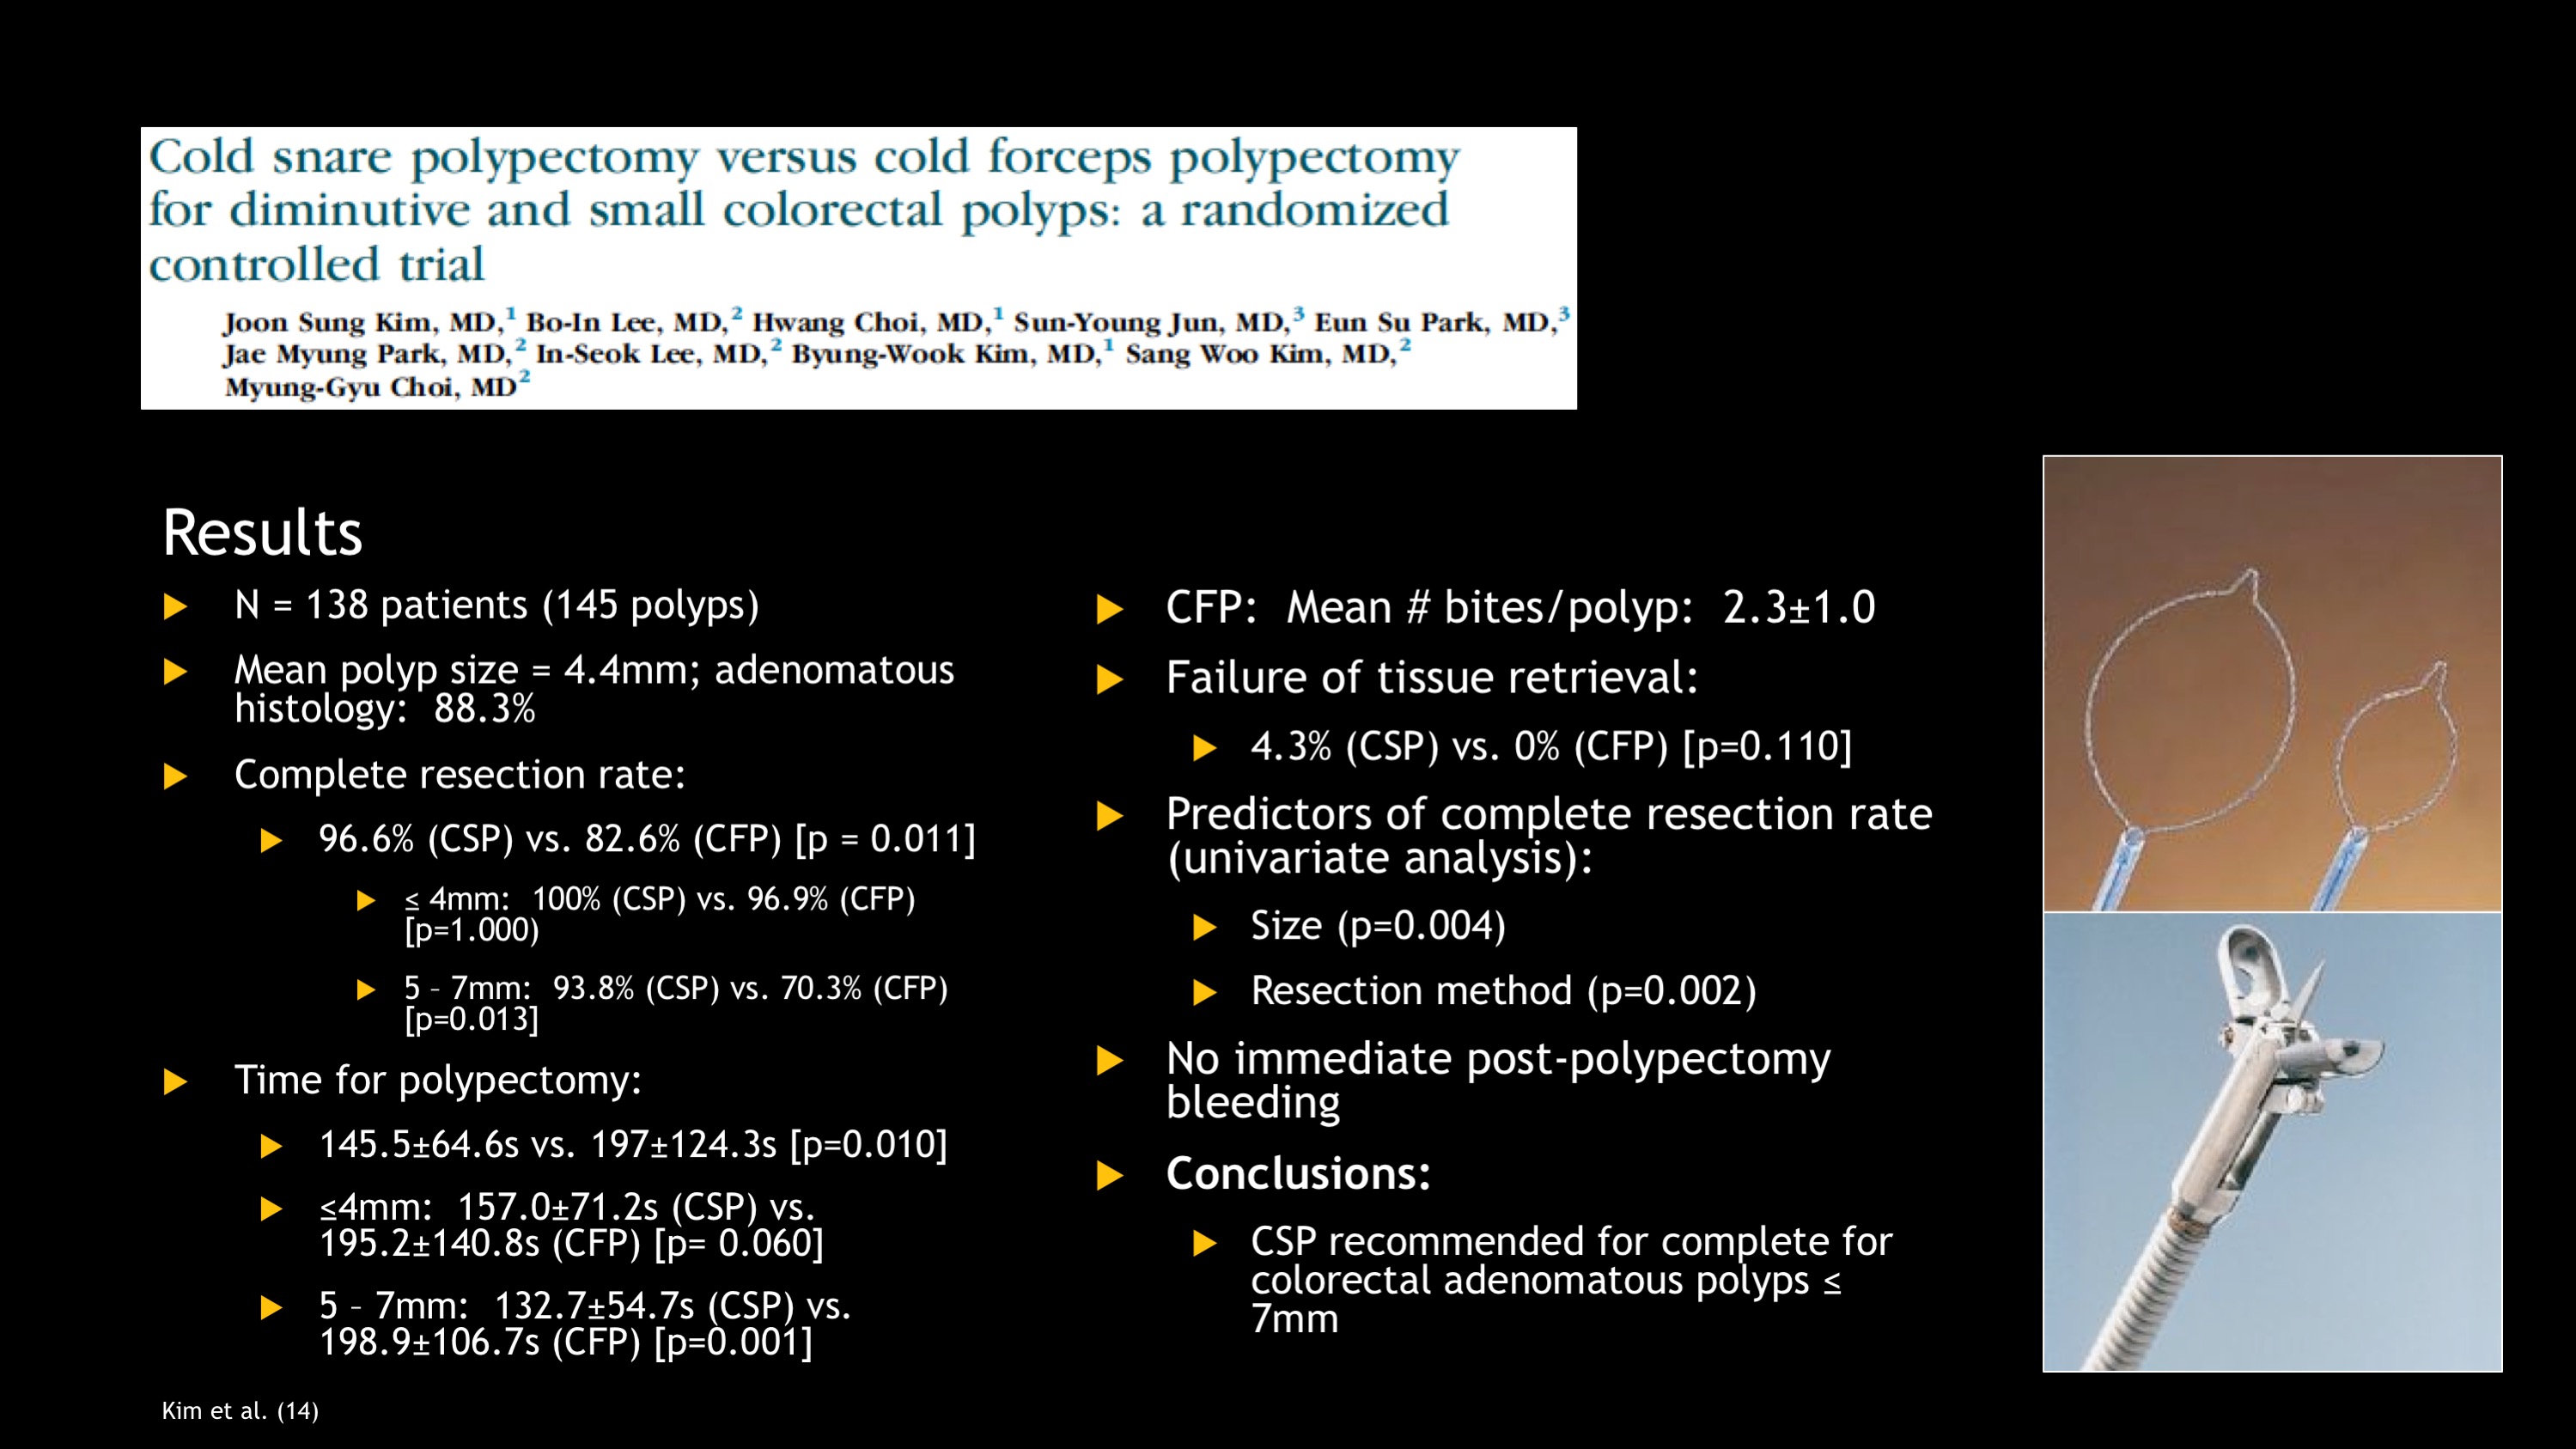 Cold snare polypectomy versus cold forceps polypectomy
for diminutive and small colorectal polyps: a randomized
controlled trial
Joon Sung Kim, MD,1 Bo-In Lee, MD,2 Hwang Choi, MD,1 Sun-Young Jun, MD,3 Eun Su Park, MD,3
Jae Myung Park, MD,2 In-Seok Lee, MD,2 Byung-Wook Kim, MD,1 Sang Woo Kim, MD,2
Myung-Gyu Choi, MD2
Results
N = 138 patients (145 polyps)
Mean polyp size = 4.4mm; adenomatous
histology: 88.3%
Complete resection rate:
96.6% (CSP) vs. 82.6% (CFP) [p = 0.011]
≤ 4mm: 100% (CSP) vs. 96.9% (CFP)
[p=1.000)
5 – 7mm: 93.8% (CSP) vs. 70.3% (CFP)
[p=0.013]
Time for polypectomy:
145.5±64.6s vs. 197±124.3s [p=0.010]
≤4mm: 157.0±71.2s (CSP) vs.
195.2±140.8s (CFP) [p= 0.060]
5 – 7mm: 132.7±54.7s (CSP) vs.
198.9±106.7s (CFP) [p=0.001]
CFP: Mean # bites/polyp: 2.3±1.0
Failure of tissue retrieval:
4.3% (CSP) vs. 0% (CFP) [p=0.110]
Predictors of complete resection rate
(univariate analysis):
Size (p=0.004)
Resection method (p=0.002)
No immediate post-polypectomy
bleeding
Conclusions:
CSP recommended for complete for
colorectal adenomatous polyps ≤
7mm
Kim et al. (14)